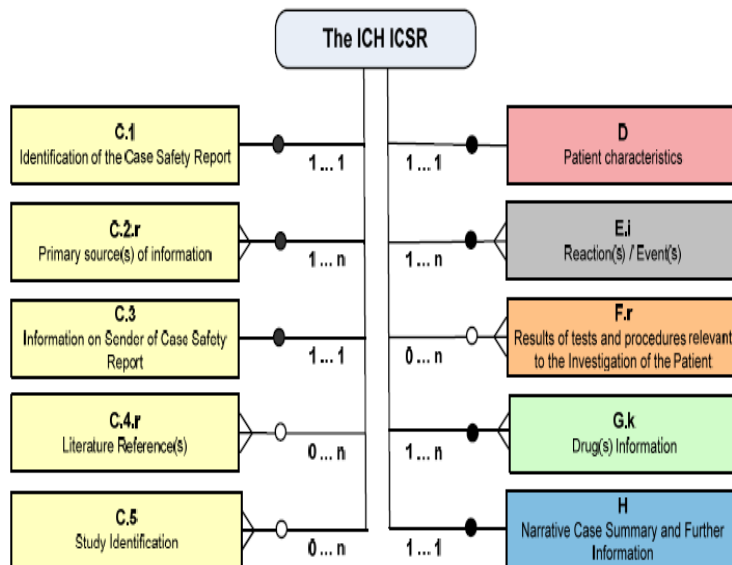 The ICH ICSR
C.1
Identification of the Case Safety Report
1 ... 1
C.2.r
Primary source(s) of information
1 ... n
C.3
Information on Sender of Case Safety
Report
1 ... 1
C.4.r
Literature Reference(s)
0 ... n
C.5
Study Identification
0 ... n
D
Patient characteristics
1 ... 1
E.i
Reaction(s) / Event(s)
1 ... n
F.r
Results of tests and procedures relevant
to the Investigation of the Patient
0 ... n
G.k
Drug(s) Information
1 ... n
H
Narrative Case Summary and Further
Information
1 ... 1